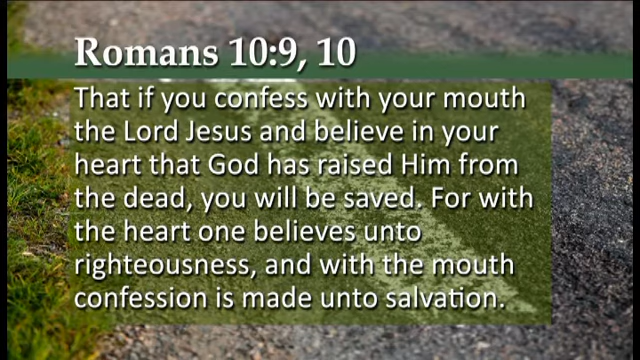 Romans 10:9, 10
That if you confess with your mouth
the Lord Jesus and believe in your
heart that God has raised Him from
the dead, you will be saved. For with
the heart one believes unto
righteousness, and with the mouth
confession is made unto salvation.